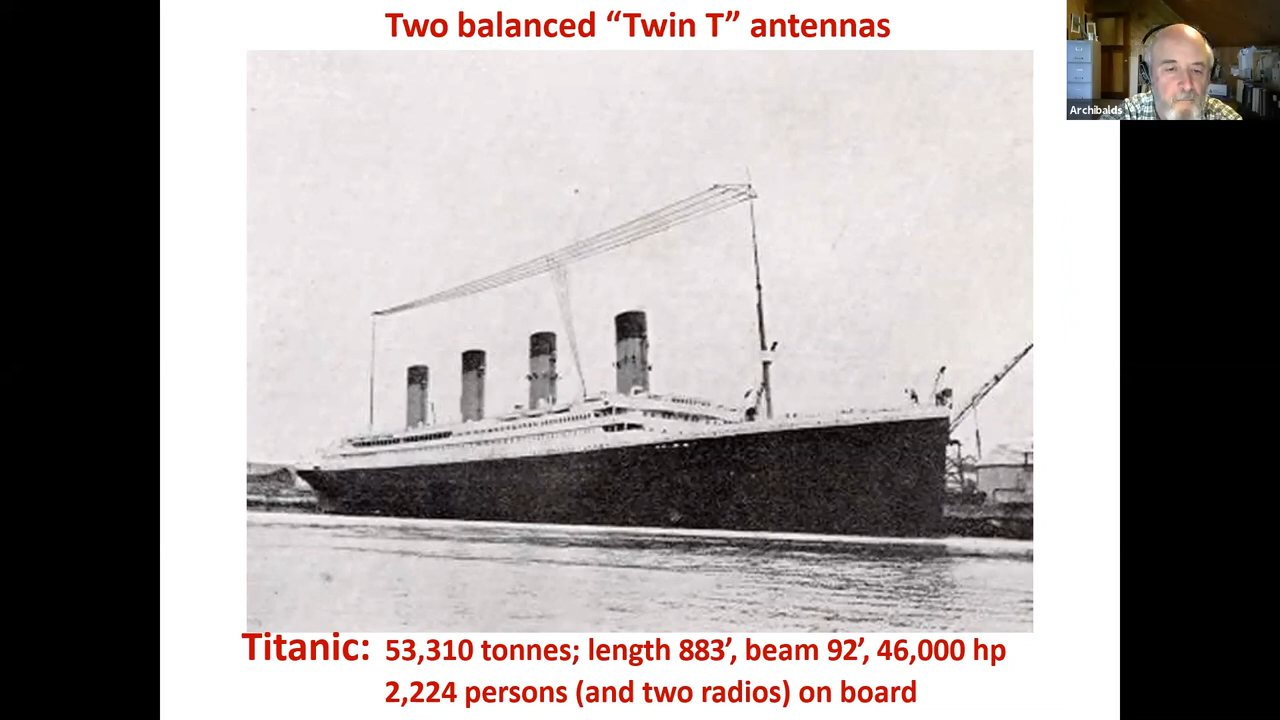 Two balanced “Twin T” antennas
Archibalds
Titanic: 53,310 tonnes; length 883’, beam 92’, 46,000 hp
2,224 persons (and two radios) on board